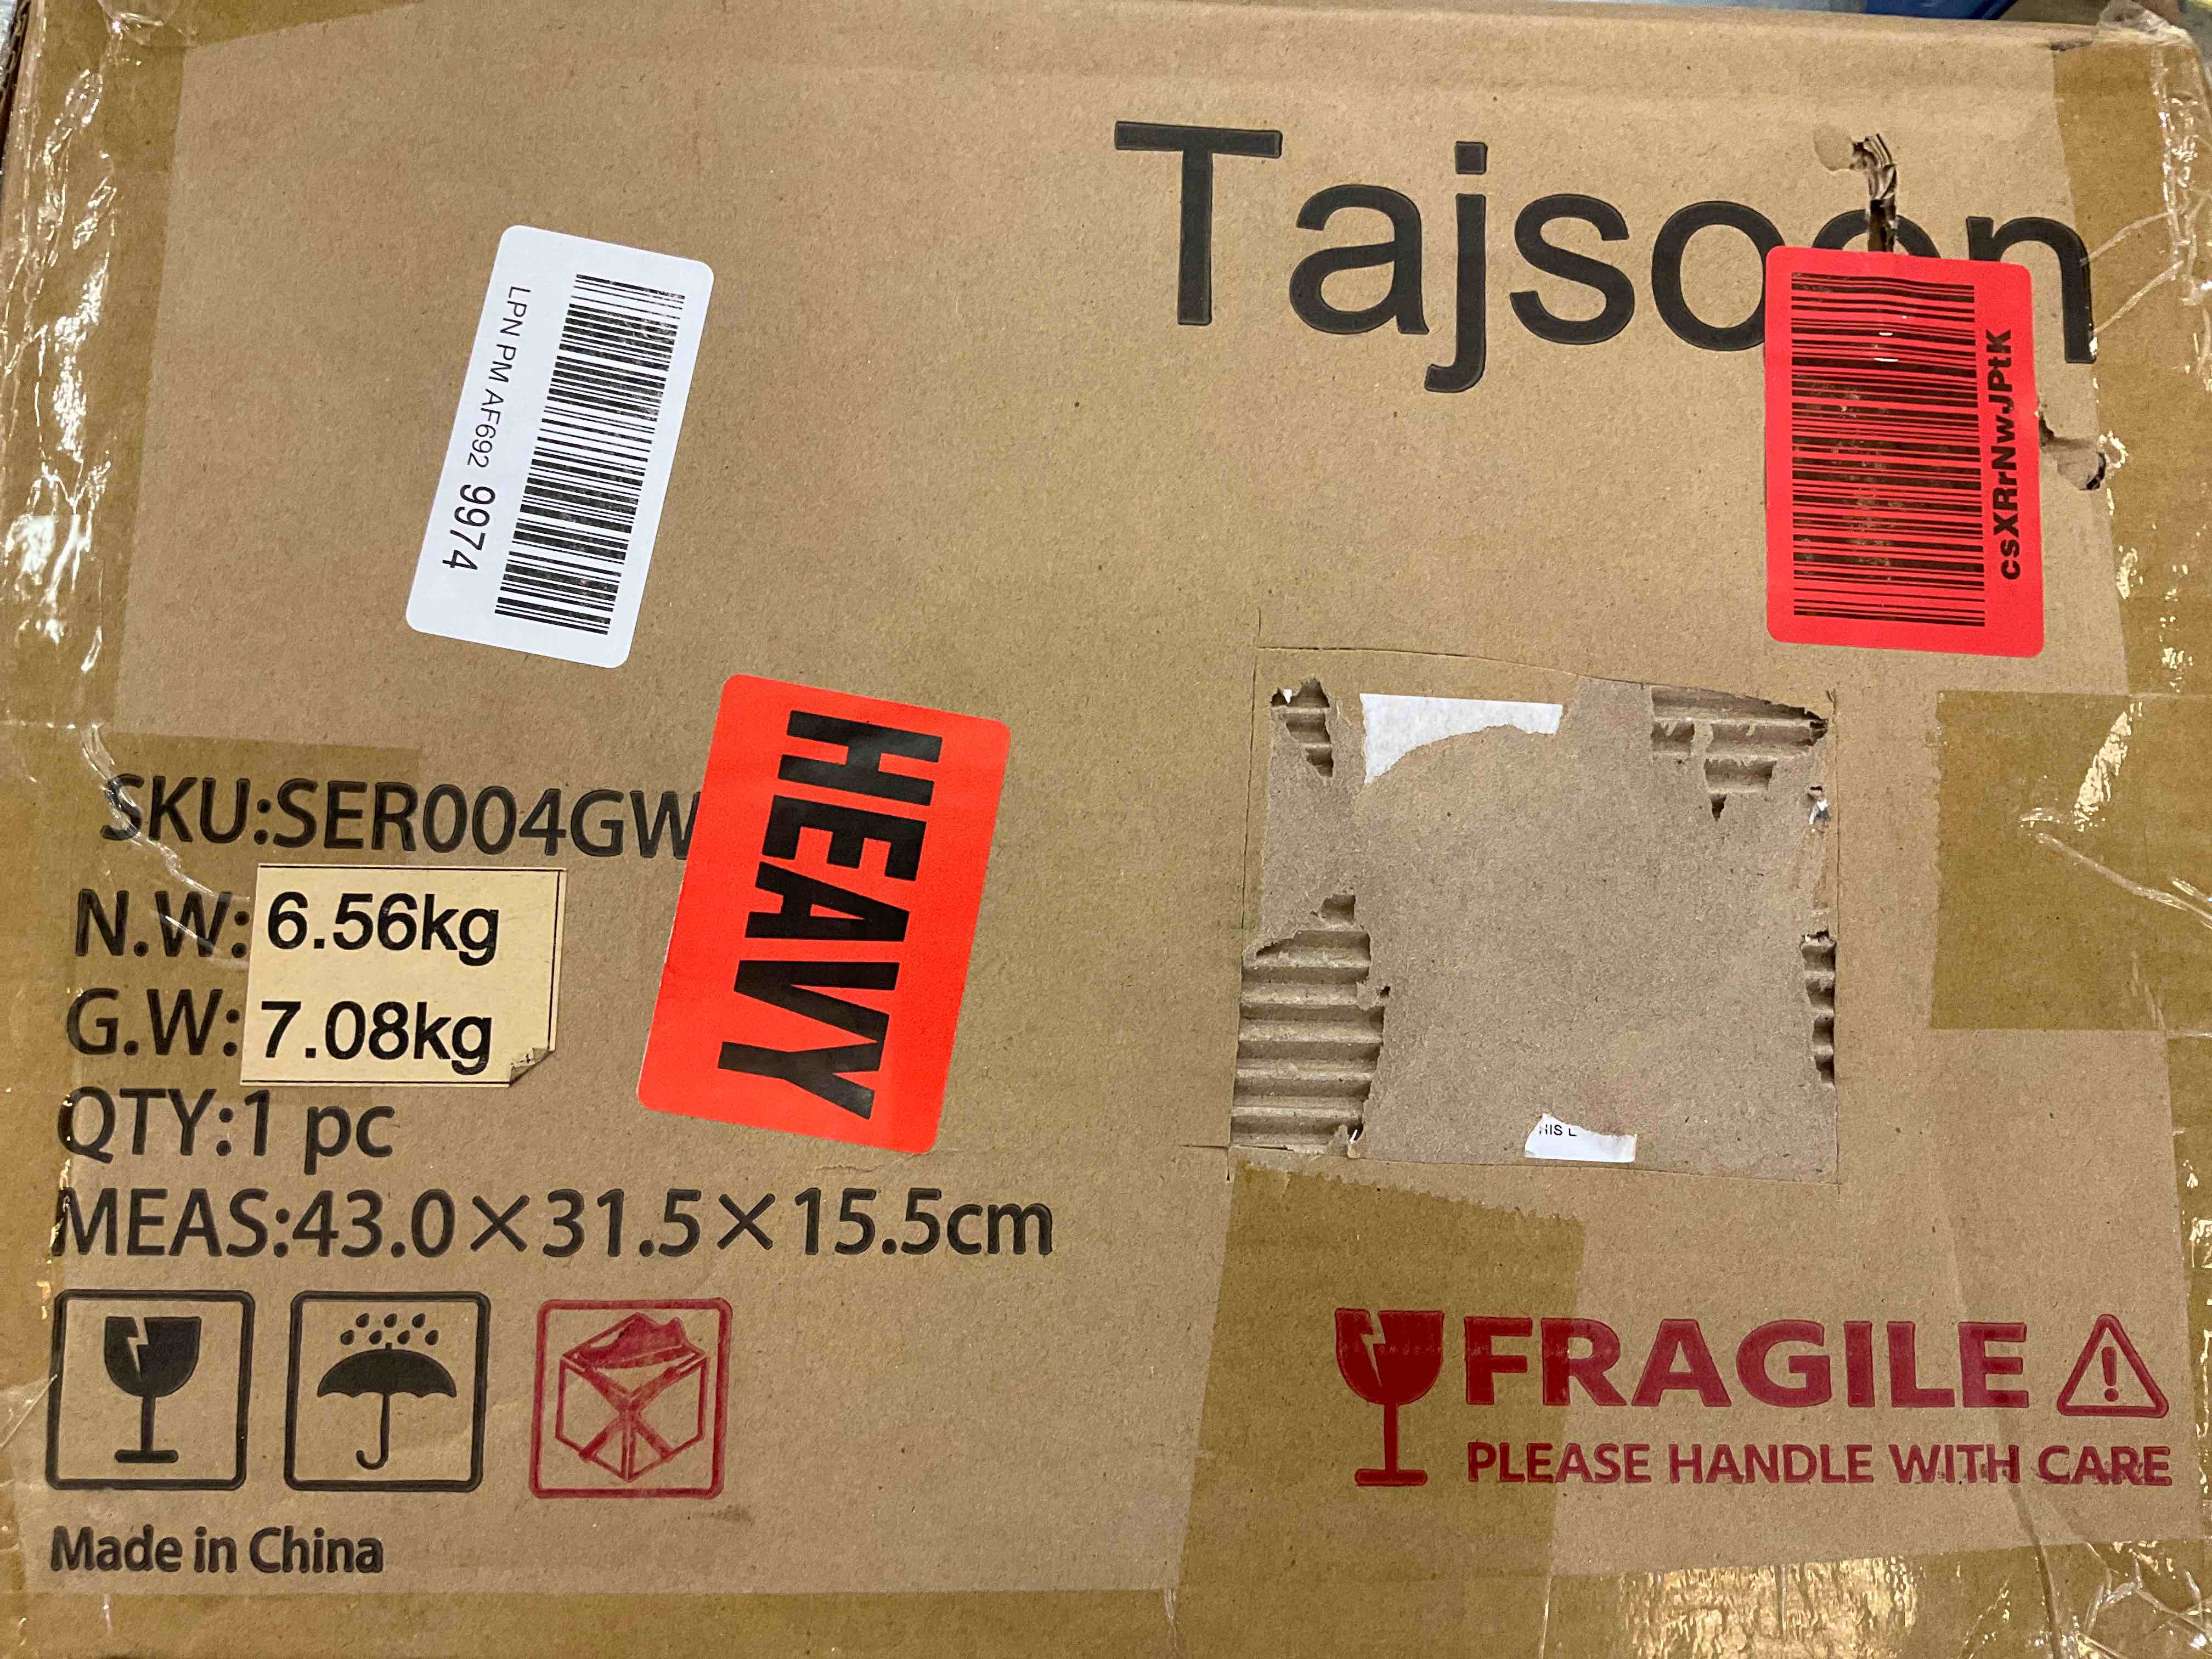 Tajsoon
LPN PM AF692 9974
csXRrNwJPtK
HEAVY
SKU:SER004GW
N.W: 6.56kg
G.W: 7.08kg
QTY:1 pc
MEAS:43.0×31.5×15.5cm
HIS L
FRAGILE
PLEASE HANDLE WITH CARE
Made in China